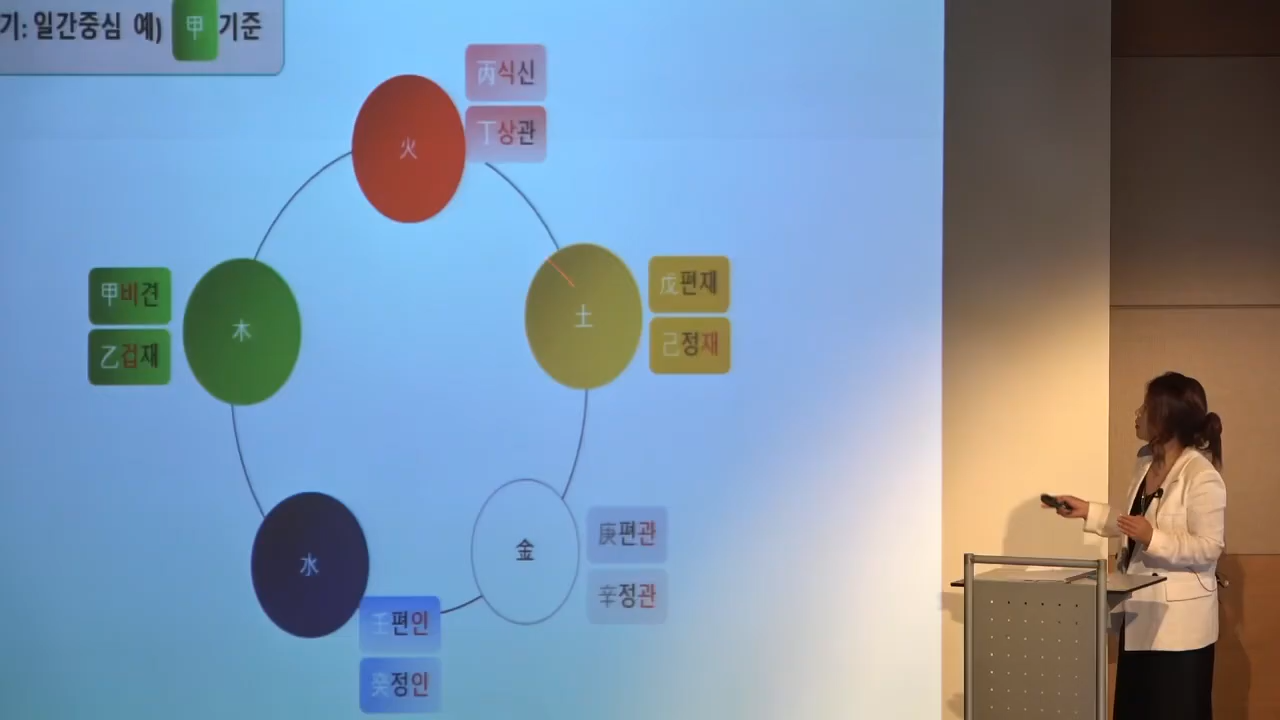 기: 일간중심 예) 甲 기준
火
丙식신
丁상관
甲비견
乙겁재
木
土
戊편재
己정재
金
庚편관
辛정관
水
壬편인
癸정인